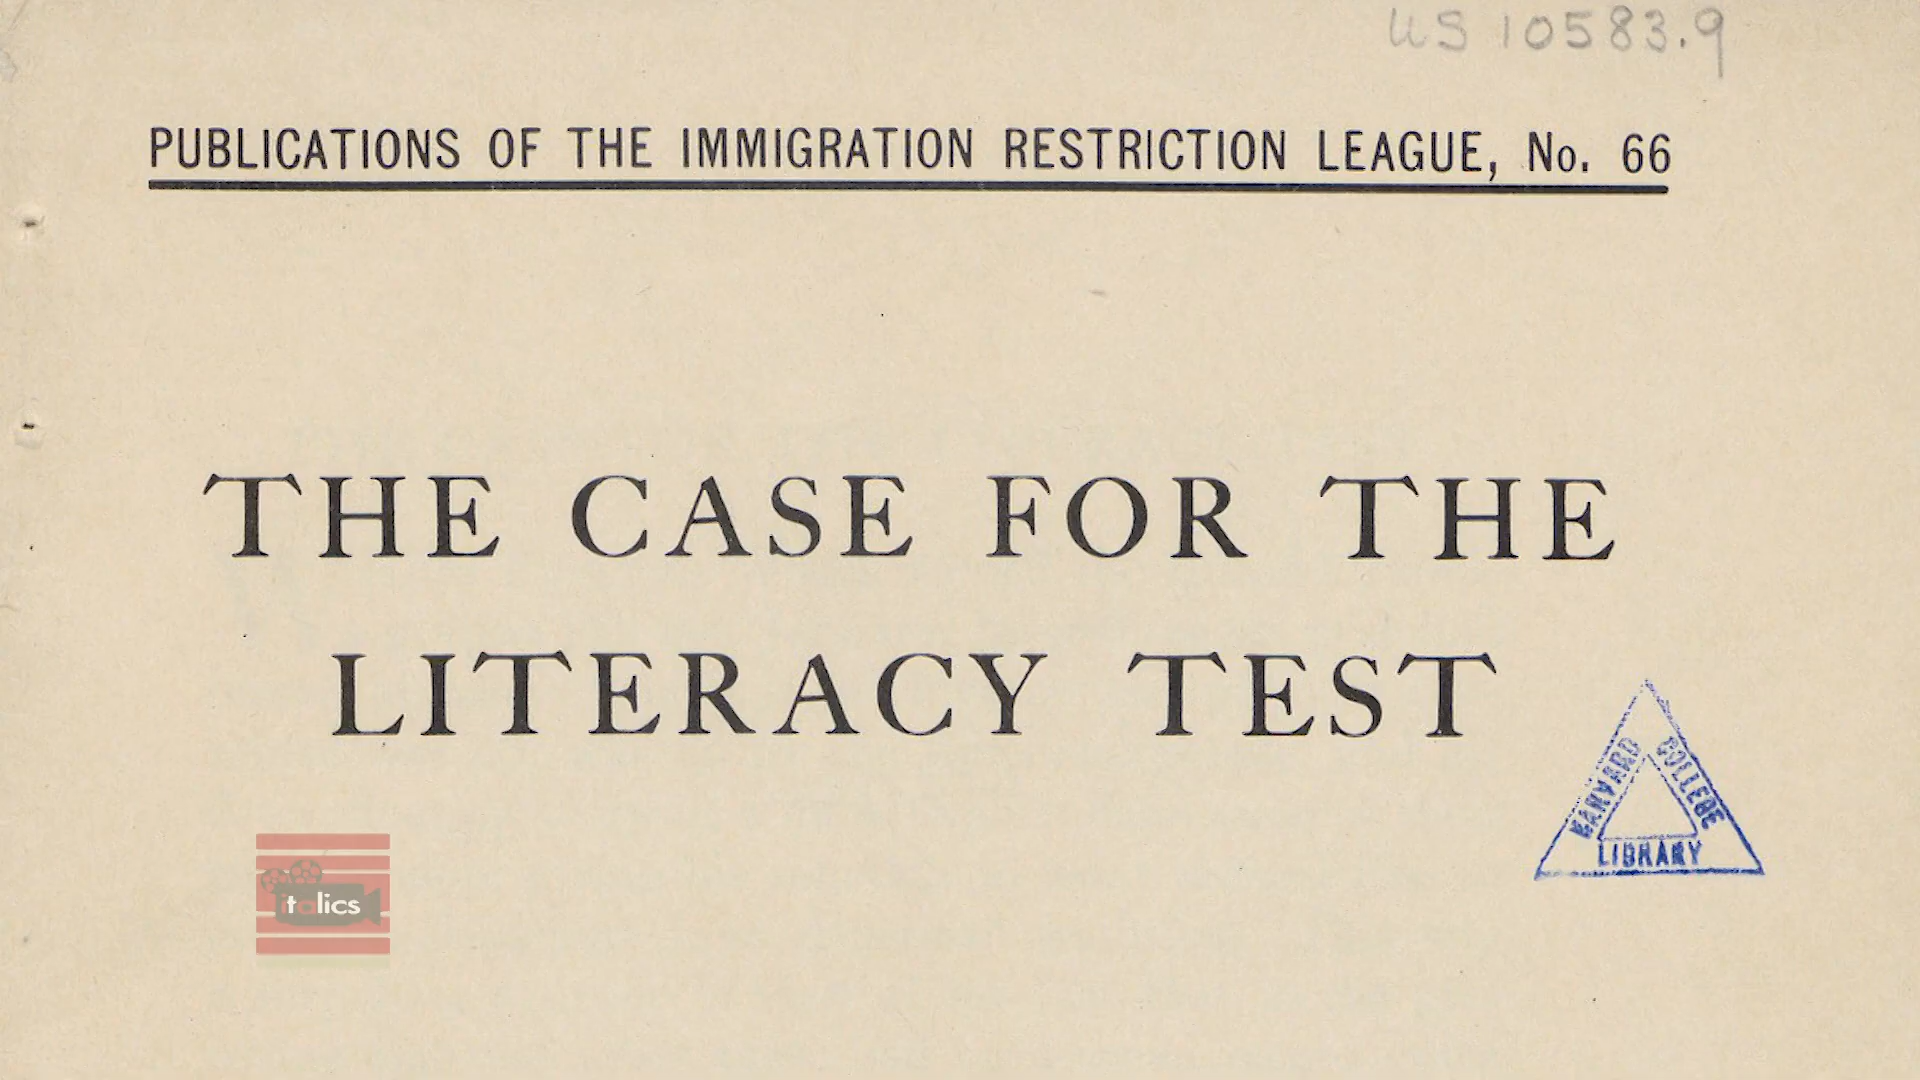 US 10583.9
PUBLICATIONS OF THE IMMIGRATION RESTRICTION LEAGUE, No. 66
THE CASE FOR THE
LITERACY TEST
HARVARD COLLEGE
LIBRARY
italics